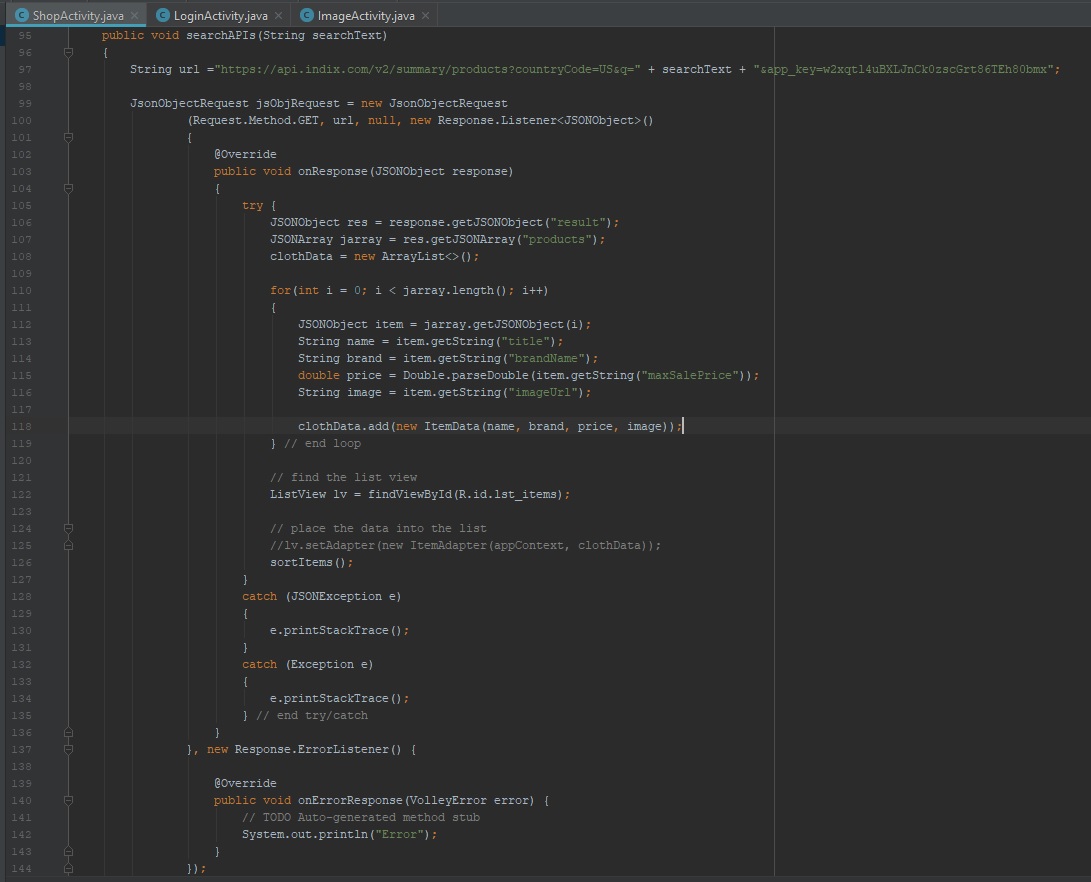 ShopActivity.java LoginActivity.java ImageActivity.java
95 public void searchAPIs(String searchText)
96 {
97 String url ="https://api.indix.com/v2/summary/products?countryCode=US&q=" + searchText + "&app_key=w2xqtl4uBXLJnCk0zscGrt86TEh80bmx";
98
99 JsonObjectRequest jsObjRequest = new JsonObjectRequest
100 (Request.Method.GET, url, null, new Response.Listener<JSONObject>()
101 {
102 @Override
103 public void onResponse(JSONObject response)
104 {
105 try {
106 JSONObject res = response.getJSONObject("result");
107 JSONArray jarray = res.getJSONArray("products");
108 clothData = new ArrayList<>();
109
110 for(int i = 0; i < jarray.length(); i++)
111 {
112 JSONObject item = jarray.getJSONObject(i);
113 String name = item.getString("title");
114 String brand = item.getString("brandName");
115 double price = Double.parseDouble(item.getString("maxSalePrice"));
116 String image = item.getString("imageUrl");
117
118 clothData.add(new ItemData(name, brand, price, image));
119 } // end loop
120
121 // find the list view
122 ListView lv = findViewById(R.id.lst_items);
123
124 // place the data into the list
125 //lv.setAdapter(new ItemAdapter(appContext, clothData));
126 sortItems();
127 }
128 catch (JSONException e)
129 {
130 e.printStackTrace();
131 }
132 catch (Exception e)
133 {
134 e.printStackTrace();
135 } // end try/catch
136 }
137 }, new Response.ErrorListener() {
138
139 @Override
140 public void onErrorResponse(VolleyError error) {
141 // TODO Auto-generated method stub
142 System.out.println("Error");
143 }
144 });